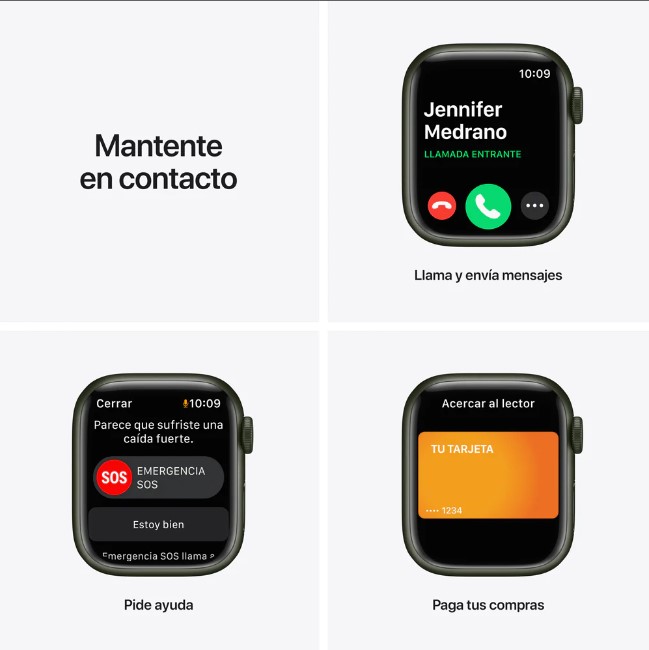 Mantente
en contacto
10:09
Jennifer
Medrano
LLAMADA ENTRANTE
Llama y envía mensajes
Cerrar
10:09
Parece que sufriste una
caída fuerte.
SOS
EMERGENCIA
SOS
Estoy bien
Emergencia SOS llama a
Pide ayuda
Acercar al lector
TU TARJETA
•••• 1234
Paga tus compras